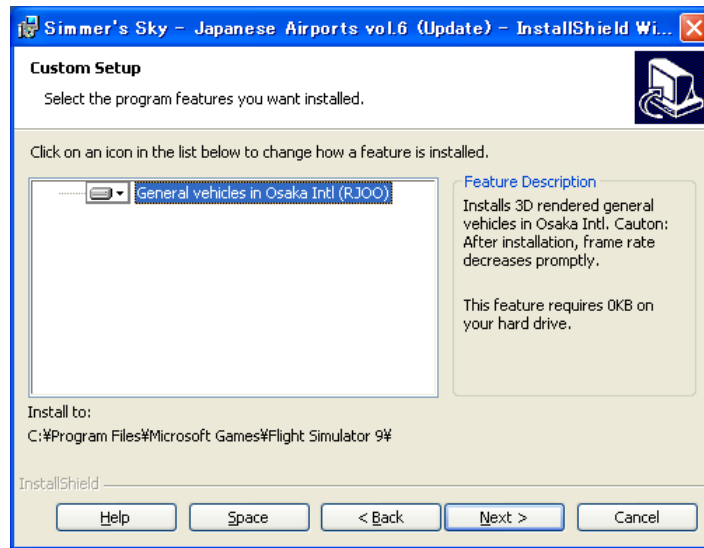 Simmer's Sky - Japanese Airports vol.6 (Update) - InstallShield Wi...
Custom Setup
Select the program features you want installed.
Click on an icon in the list below to change how a feature is installed.
General vehicles in Osaka Intl (RJOO)
Feature Description
Installs 3D rendered general
vehicles in Osaka Intl. Cauton:
After installation, frame rate
decreases promptly.
This feature requires 0KB on
your hard drive.
Install to:
C:¥Program Files¥Microsoft Games¥Flight Simulator 9¥
InstallShield
Help
Space
< Back
Next >
Cancel